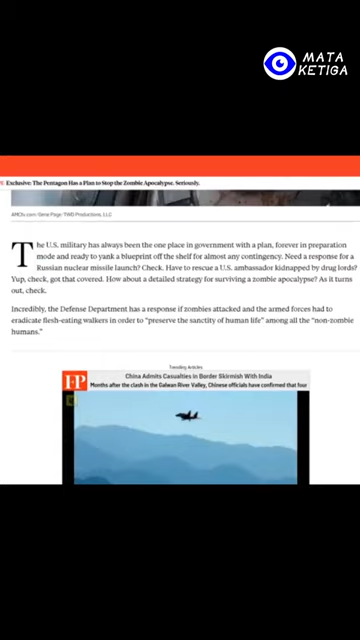 MATA
KETIGA
Exclusive: The Pentagon Has a Plan to Stop the Zombie Apocalypse. Seriously.
AMCtv.com/Gene Page/TWD Productions, LLC
The U.S. military has always been the one place in government with a plan, forever in preparation
mode and ready to yank a blueprint off the shelf for almost any contingency. Need a response for a
Russian nuclear missile launch? Check. Have to rescue a U.S. ambassador kidnapped by drug lords?
Yup, check, got that covered. How about a detailed strategy for surviving a zombie apocalypse? As it turns
out, check.
Incredibly, the Defense Department has a response if zombies attacked and the armed forces had to
eradicate flesh-eating walkers in order to “preserve the sanctity of human life” among all the “non-zombie
humans.”
Trending Articles
FP
China Admits Casualties in Border Skirmish With India
Months after the clash in the Galwan River Valley, Chinese officials have confirmed that four